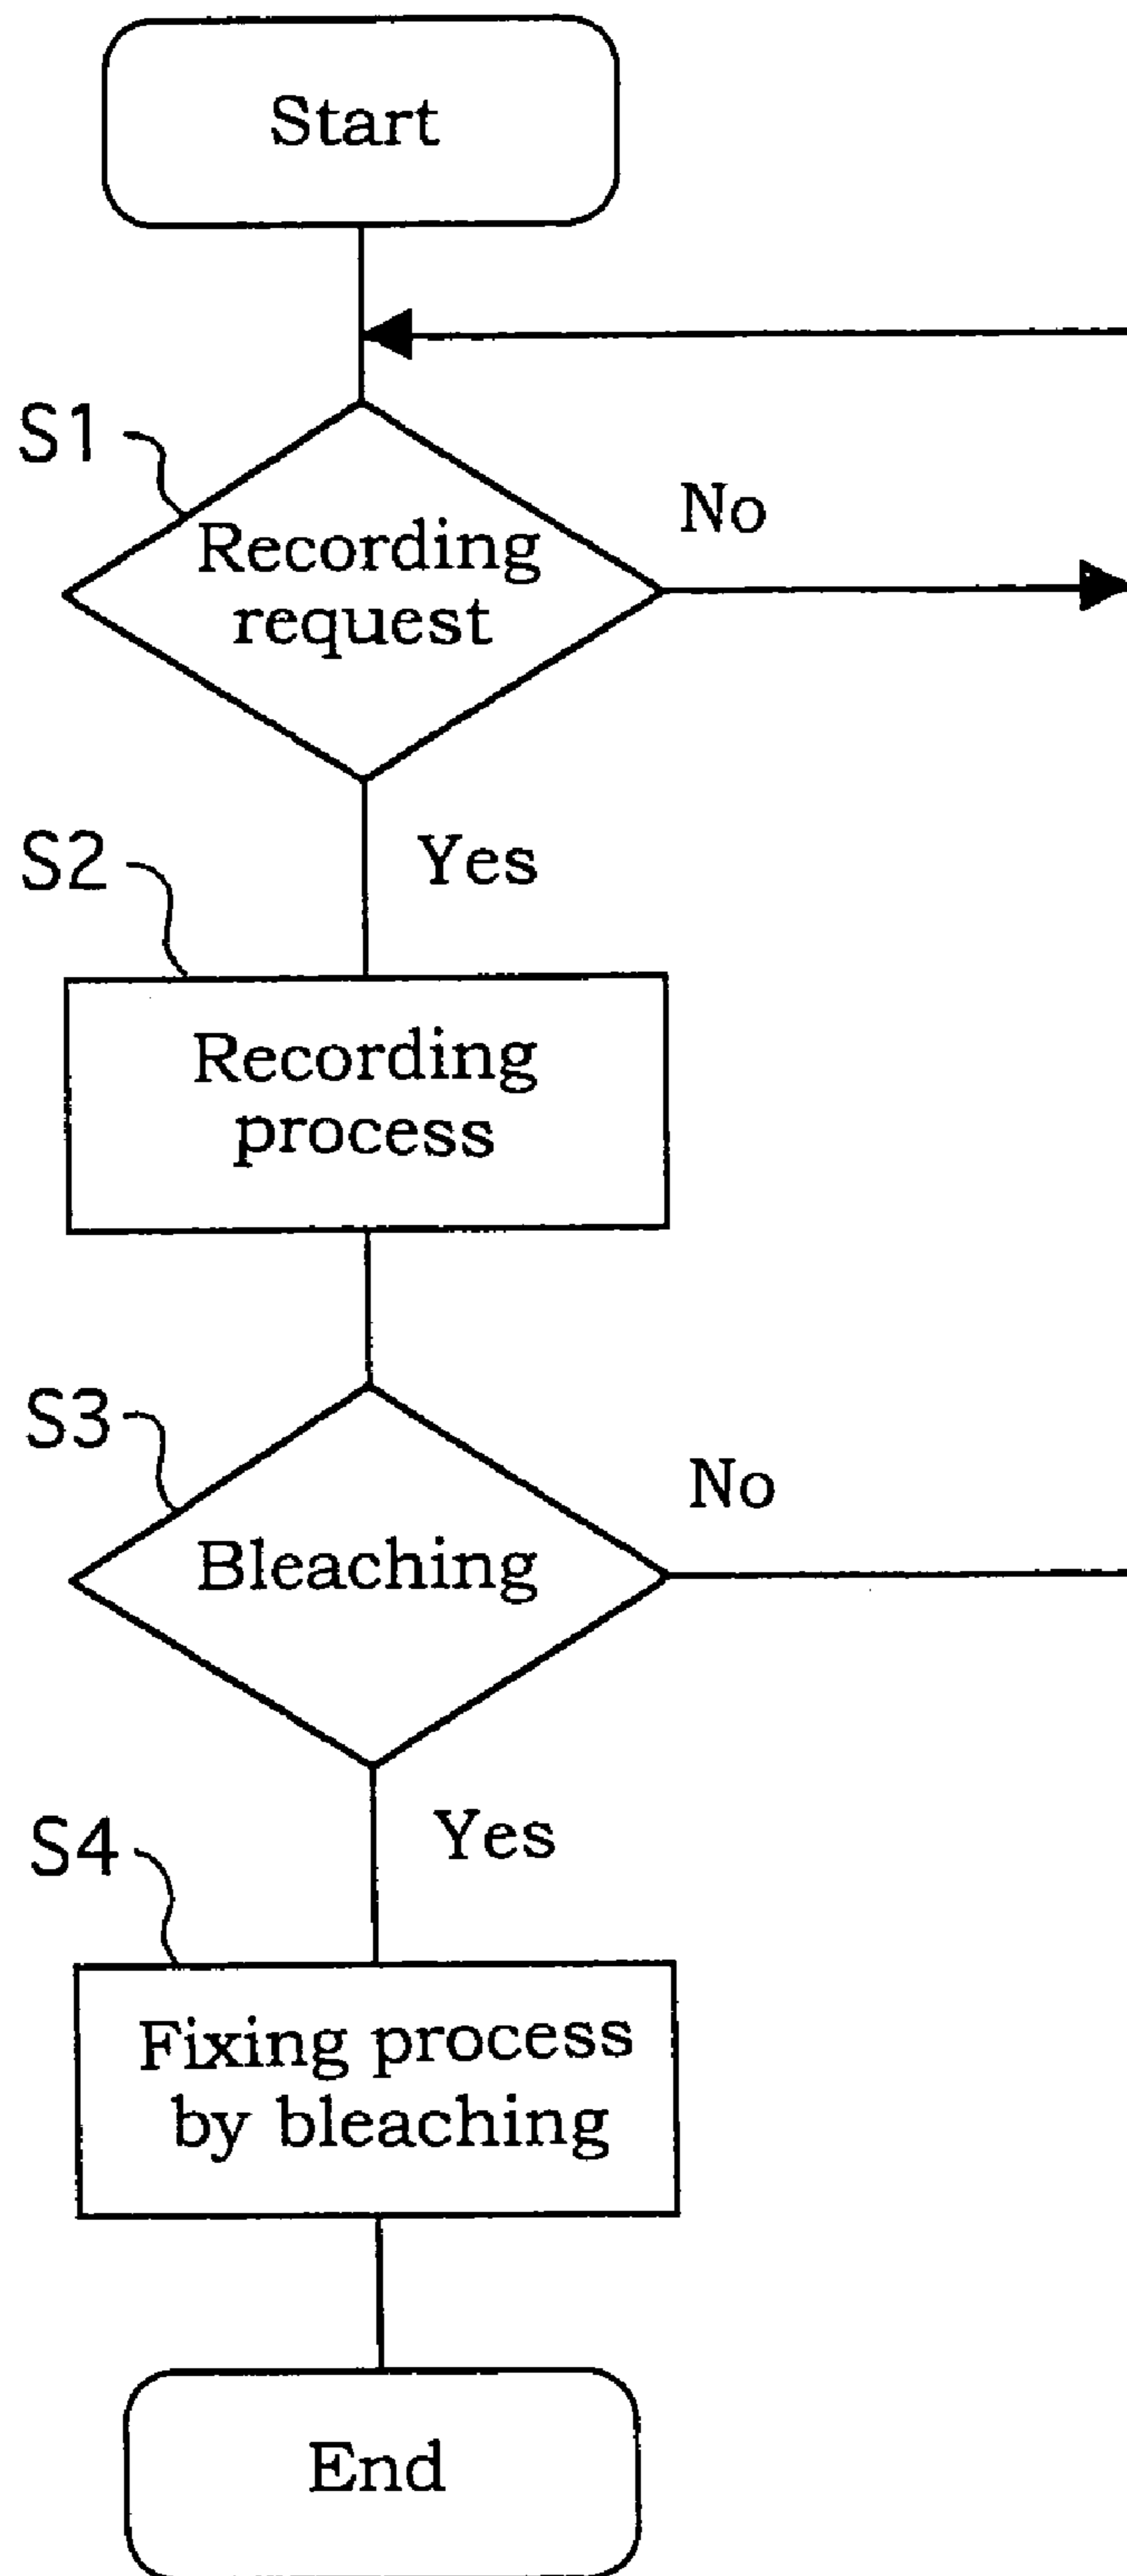 Start
S1
No
Recording
request
S2
Yes
Recording
process
S3
No
Bleaching
S4
Yes
Fixing process
by bleaching
End